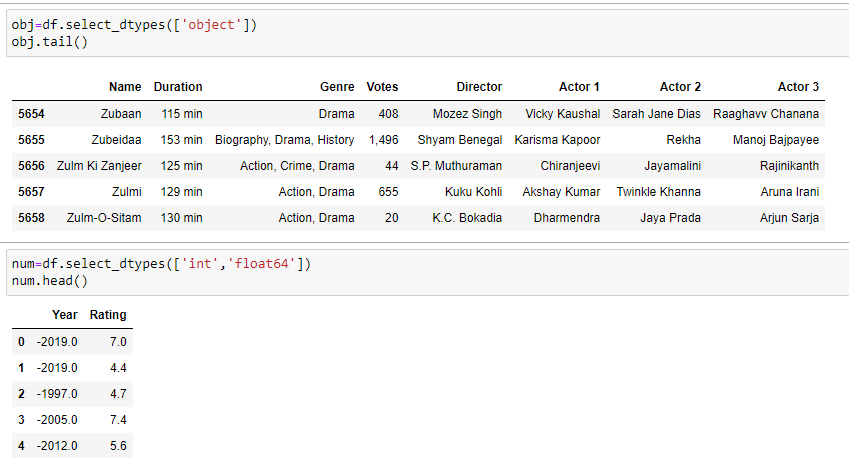 obj=df.select_dtypes(['object'])
obj.tail()
Name Duration Genre Votes Director Actor 1 Actor 2 Actor 3
5654 Zubaan 115 min Drama 408 Mozez Singh Vicky Kaushal Sarah Jane Dias Raaghavv Chanana
5655 Zubeidaa 153 min Biography, Drama, History 1,496 Shyam Benegal Karisma Kapoor Rekha Manoj Bajpayee
5656 Zulm Ki Zanjeer 125 min Action, Crime, Drama 44 S.P. Muthuraman Chiranjeevi Jayamalini Rajinikanth
5657 Zulmi 129 min Action, Drama 655 Kuku Kohli Akshay Kumar Twinkle Khanna Aruna Irani
5658 Zulm-O-Sitam 130 min Action, Drama 20 K.C. Bokadia Dharmendra Jaya Prada Arjun Sarja
num=df.select_dtypes(['int','float64'])
num.head()
Year Rating
0 -2019.0 7.0
1 -2019.0 4.4
2 -1997.0 4.7
3 -2005.0 7.4
4 -2012.0 5.6